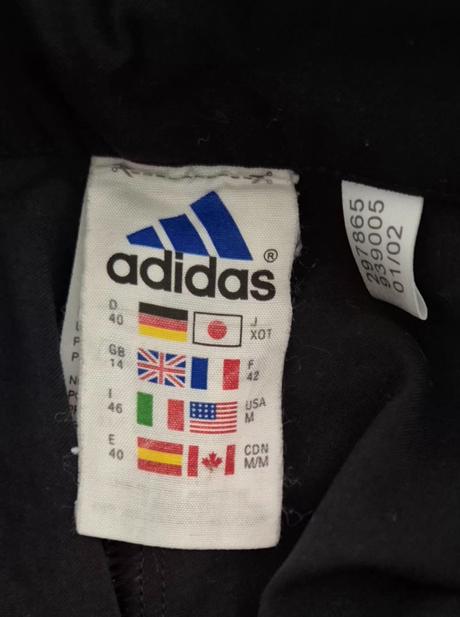 adidas®
D
40
J
XOT
GB
14
F
42
I
46
USA
M
E
40
CDN
M/M
297865
939005
01/02